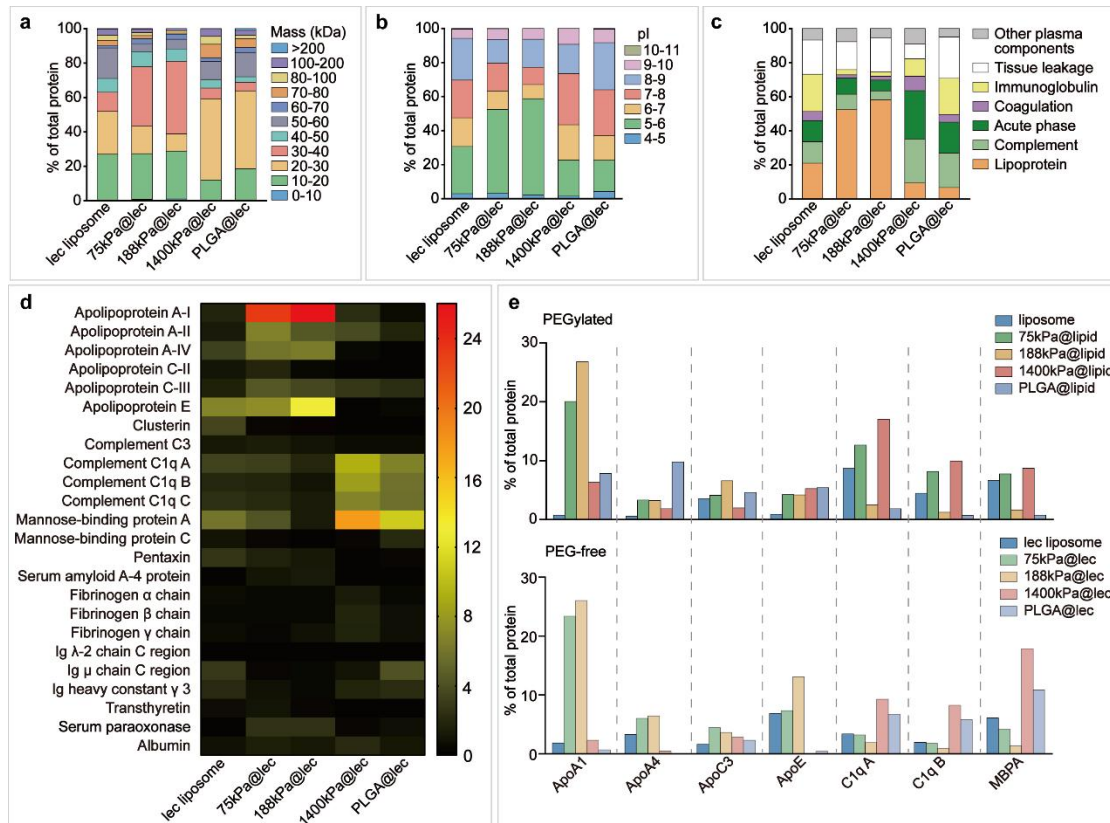 a
% of total protein
100
80
60
40
20
0
lec liposome
75kPa@lec
188kPa@lec
1400kPa@lec
PLGA@lec
Mass (kDa)
>200
100-200
80-100
70-80
60-70
50-60
40-50
30-40
20-30
10-20
0-10
b
% of total protein
100
80
60
40
20
0
lec liposome
75kPa@lec
188kPa@lec
1400kPa@lec
PLGA@lec
pI
10-11
9-10
8-9
7-8
6-7
5-6
4-5
c
% of total protein
100
80
60
40
20
0
lec liposome
75kPa@lec
188kPa@lec
1400kPa@lec
PLGA@lec
Other plasma
components
Tissue leakage
Immunoglobulin
Coagulation
Acute phase
Complement
Lipoprotein
d
Apolipoprotein A-I
Apolipoprotein A-II
Apolipoprotein A-IV
Apolipoprotein C-II
Apolipoprotein C-III
Apolipoprotein E
Clusterin
Complement C3
Complement C1q A
Complement C1q B
Complement C1q C
Mannose-binding protein A
Mannose-binding protein C
Pentaxin
Serum amyloid A-4 protein
Fibrinogen α chain
Fibrinogen β chain
Fibrinogen γ chain
Ig λ-2 chain C region
Ig μ chain C region
Ig heavy constant γ 3
Transthyretin
Serum paraoxonase
Albumin
lec liposome
75kPa@lec
188kPa@lec
1400kPa@lec
PLGA@lec
24
20
16
12
8
4
0
e
PEGylated
% of total protein
30
20
10
0
liposome
75kPa@lipid
188kPa@lipid
1400kPa@lipid
PLGA@lipid
PEG-free
% of total protein
30
20
10
0
lec liposome
75kPa@lec
188kPa@lec
1400kPa@lec
PLGA@lec
ApoA1
ApoA4
ApoC3
ApoE
C1q A
C1q B
MBPA